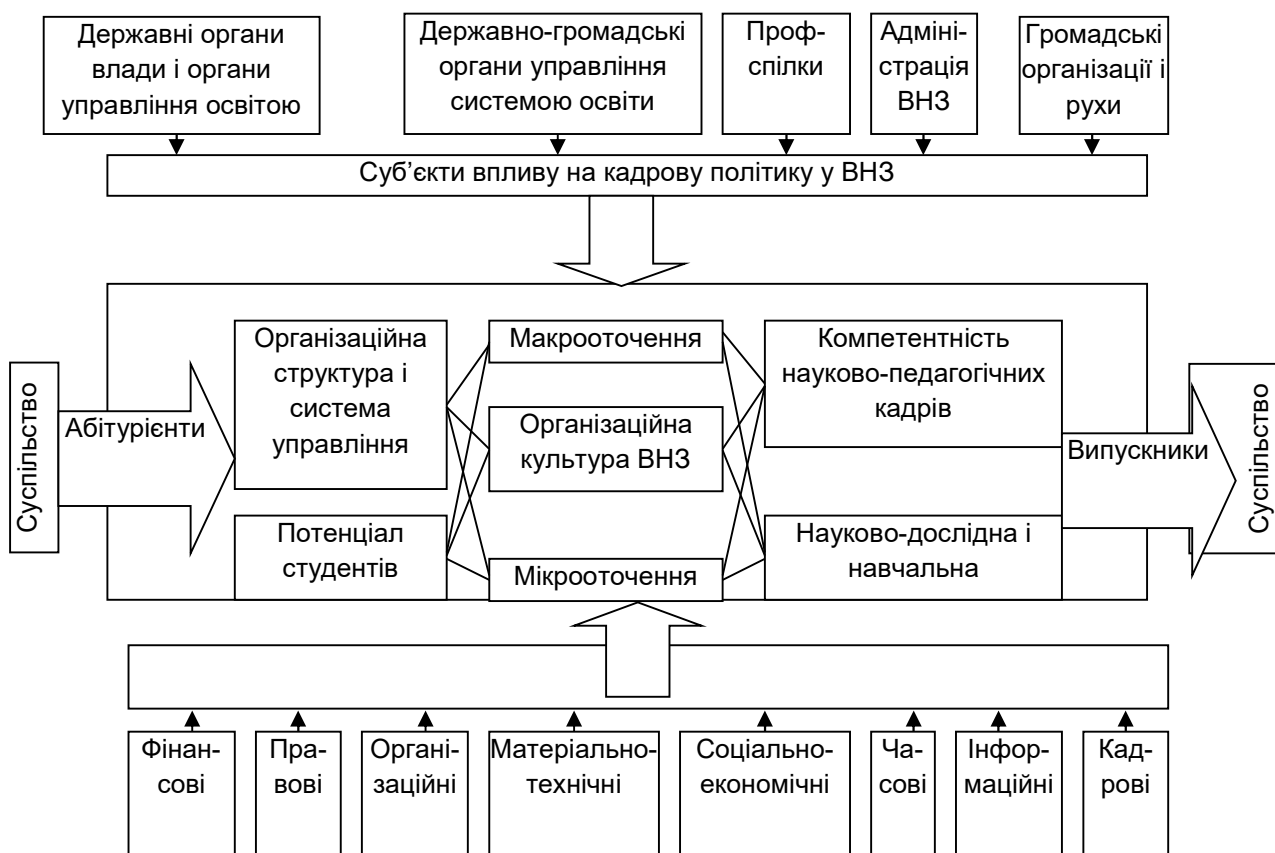 Державні органи
влади і органи
управління освітою
Державно-громадські
органи управління
системою освіти
Проф-
спілки
Адміні-
страція
ВНЗ
Громадські
організації і
рухи
Суб’єкти впливу на кадрову політику у ВНЗ
Суспільство
Абітурієнти
Організаційна
структура і
система
управління
Потенціал
студентів
Макрооточення
Організаційна
культура ВНЗ
Мікрооточення
Компетентність
науково-педагогічних
кадрів
Науково-дослідна і
навчальна
Випускники
Суспільство
Фінан-
сові
Пра-
вові
Органі-
заційні
Матеріально-
технічні
Соціально-
економічні
Ча-
сові
Інфор-
маційні
Кад-
рові